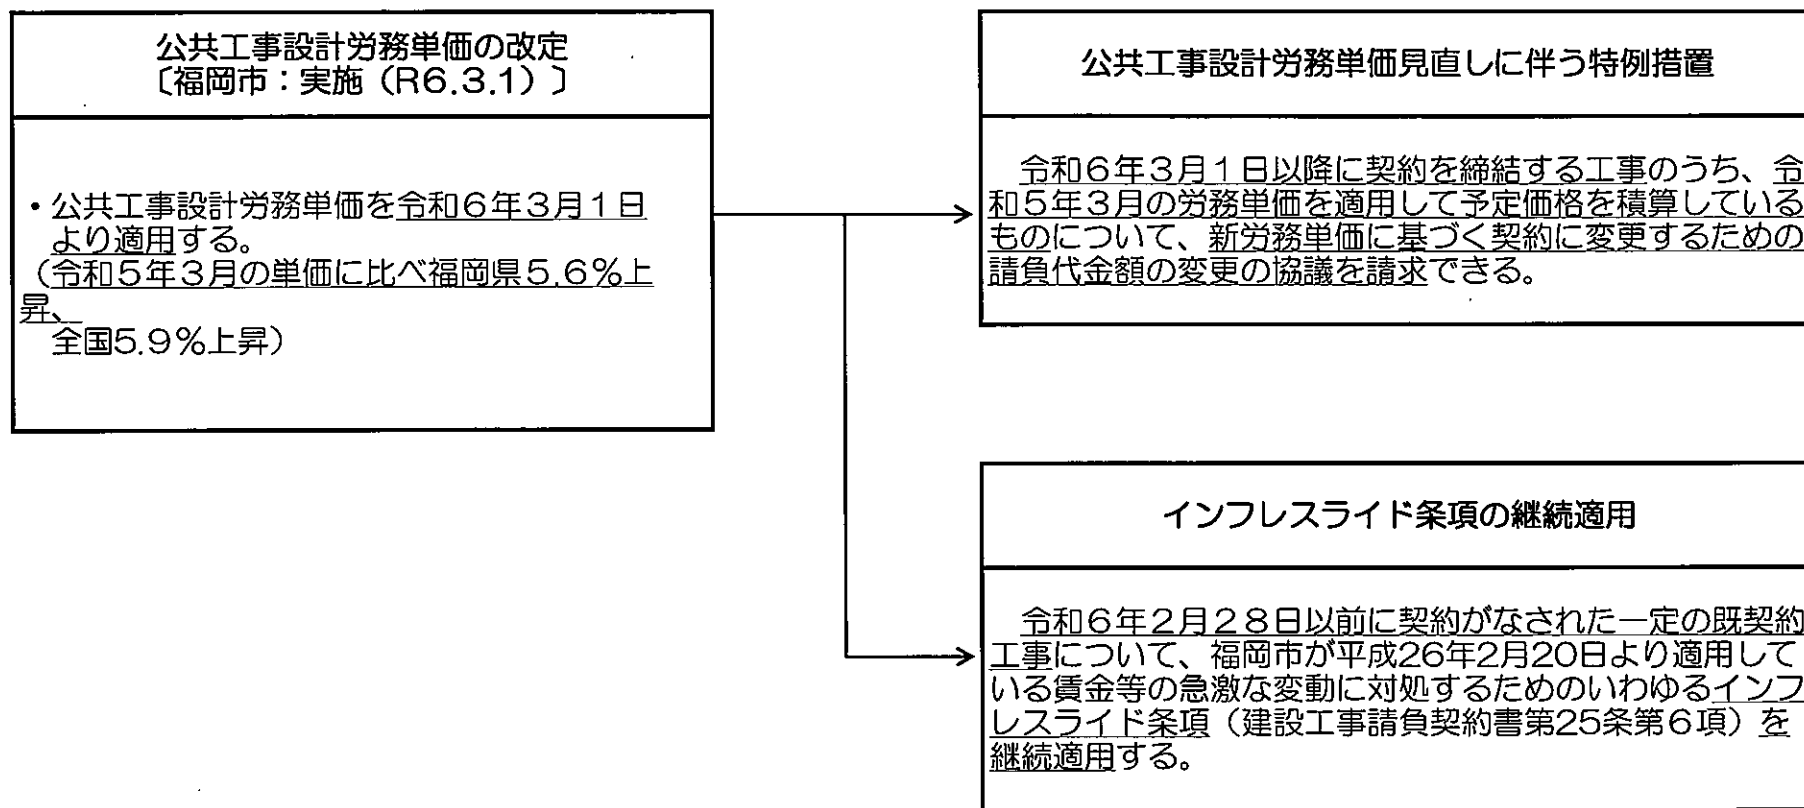 公共工事設計労務単価の改定
〔福岡市：実施（R6.3.1）〕
・公共工事設計労務単価を令和６年３月１日
より適用する。
（令和５年３月の単価に比べ福岡県5.6％上
昇、
全国5.9％上昇）
公共工事設計労務単価見直しに伴う特例措置
令和６年３月１日以降に契約を締結する工事のうち、令
和５年３月の労務単価を適用して予定価格を積算している
ものについて、新労務単価に基づく契約に変更するための
請負代金額の変更の協議を請求できる。
インフレスライド条項の継続適用
令和６年２月２８日以前に契約がなされた一定の既契約
工事について、福岡市が平成26年2月20日より適用して
いる賃金等の急激な変動に対処するためのいわゆるインフ
レスライド条項（建設工事請負契約書第25条第６項）を
継続適用する。